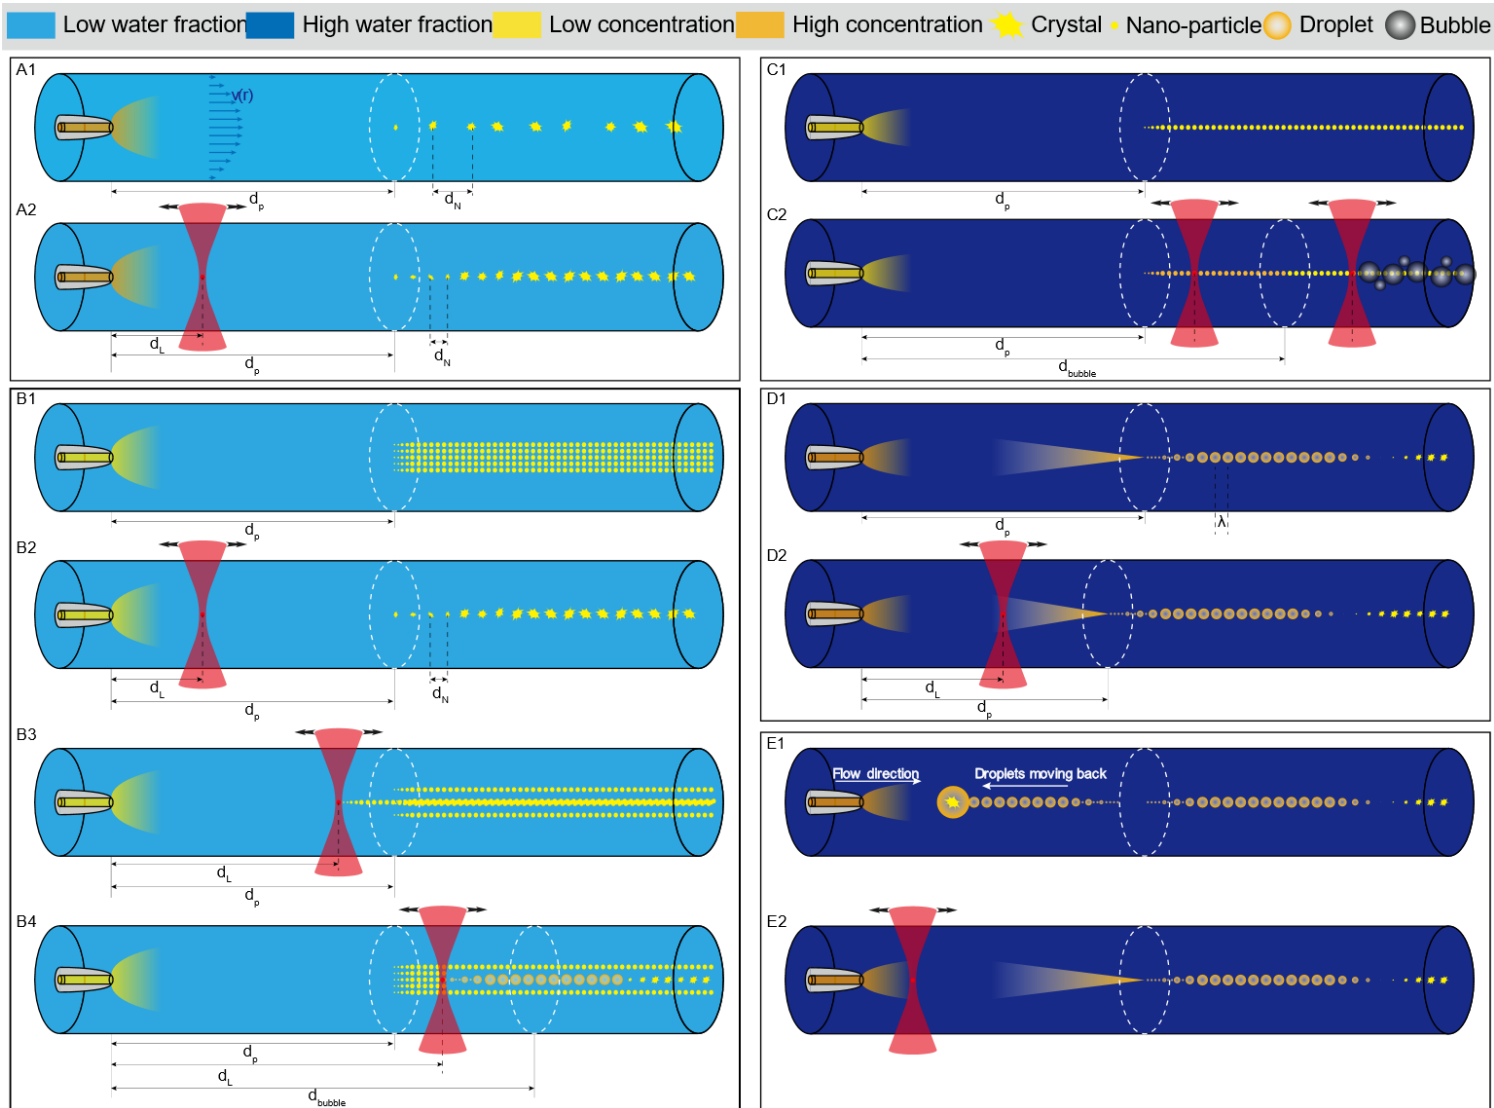 Low water fraction High water fraction Low concentration High concentration Crystal Nano-particle Droplet Bubble
A1
v(r)
dp
dN
A2
dL
dN
dp
B1
dp
B2
dL
dN
dp
B3
dL
dp
B4
dp
dL
dbubble
C1
dp
C2
dp
dbubble
D1
dp
λ
D2
dL
dp
E1
Flow direction
Droplets moving back
E2